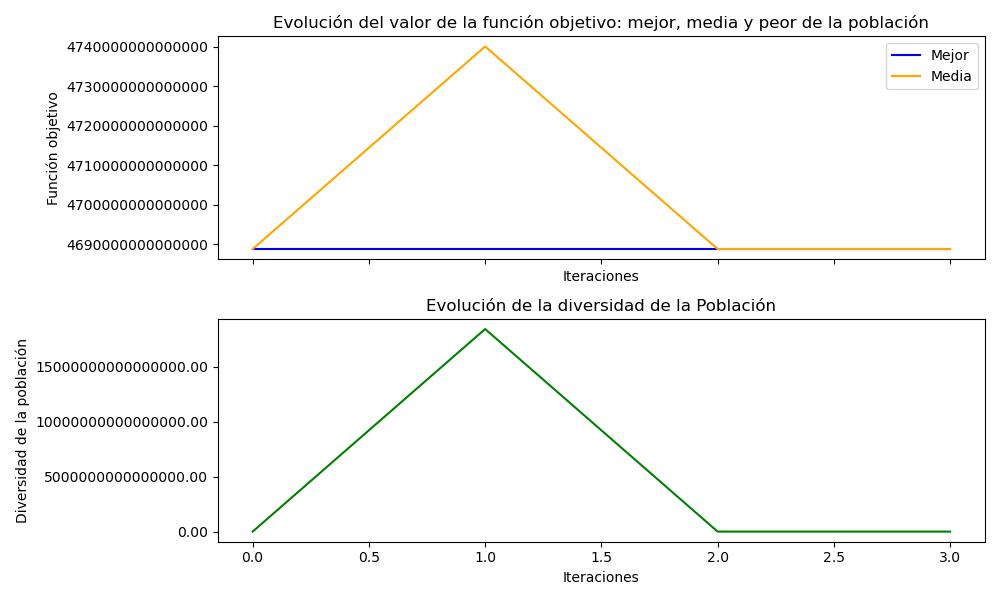 Evolución del valor de la función objetivo: mejor, media y peor de la población
Función objetivo
4740000000000000
4730000000000000
4720000000000000
4710000000000000
4700000000000000
4690000000000000
Mejor
Media
Iteraciones
Evolución de la diversidad de la Población
Diversidad de la población
15000000000000000.00
10000000000000000.00
5000000000000000.00
0.00
0.0 0.5 1.0 1.5 2.0 2.5 3.0
Iteraciones